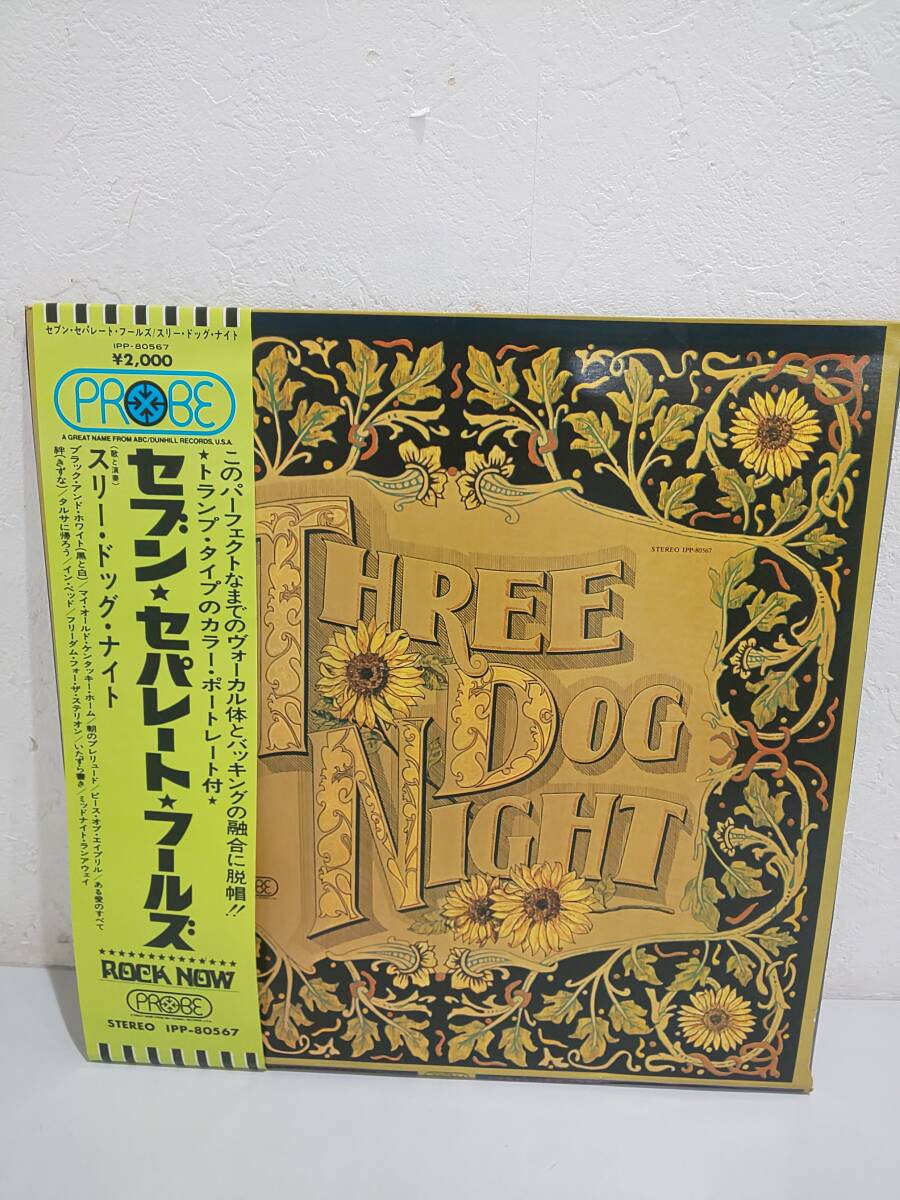 セブン・セパレート・フールズ/スリー・ドッグ・ナイト
IPP-80567
¥2,000
PROBE
A GREAT NAME FROM ABC/DUNHILL RECORDS, U.S.A.
このパーフェクトなまでのヴォーカル体とバッキングの融合に脱帽!!
★トランプ・タイプのカラー・ポートレート付★
セブン★セパレート★フールズ
(歌と演奏)
スリー・ドッグ・ナイト
ブラック・アンド・ホワイト(黒と白)/マイ・オールド・ケンタッキー・ホーム/朝のプレリュード/ピース・オブ・エイプリル/ある愛のすべて
絆(きずな)/タルサに帰ろう/イン・ベッド/フリーダム・フォー・ザ・ステリオン/いたずら書き/ミッドナイト・ランアウェイ
ROCK NOW
PROBE
STEREO IPP-80567
STEREO IPP-80567
THREE
DOG
NIGHT